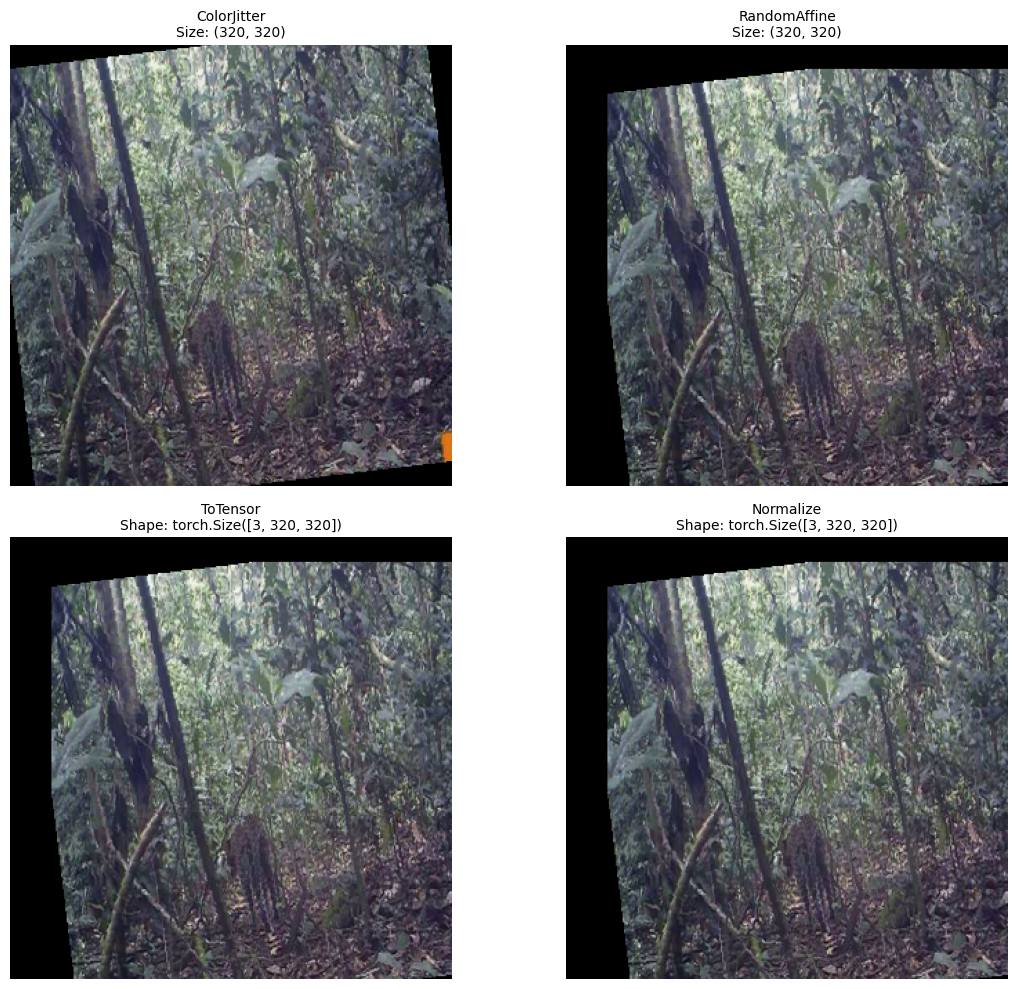 ColorJitter
Size: (320, 320)
RandomAffine
Size: (320, 320)
ToTensor
Shape: torch.Size([3, 320, 320])
Normalize
Shape: torch.Size([3, 320, 320])